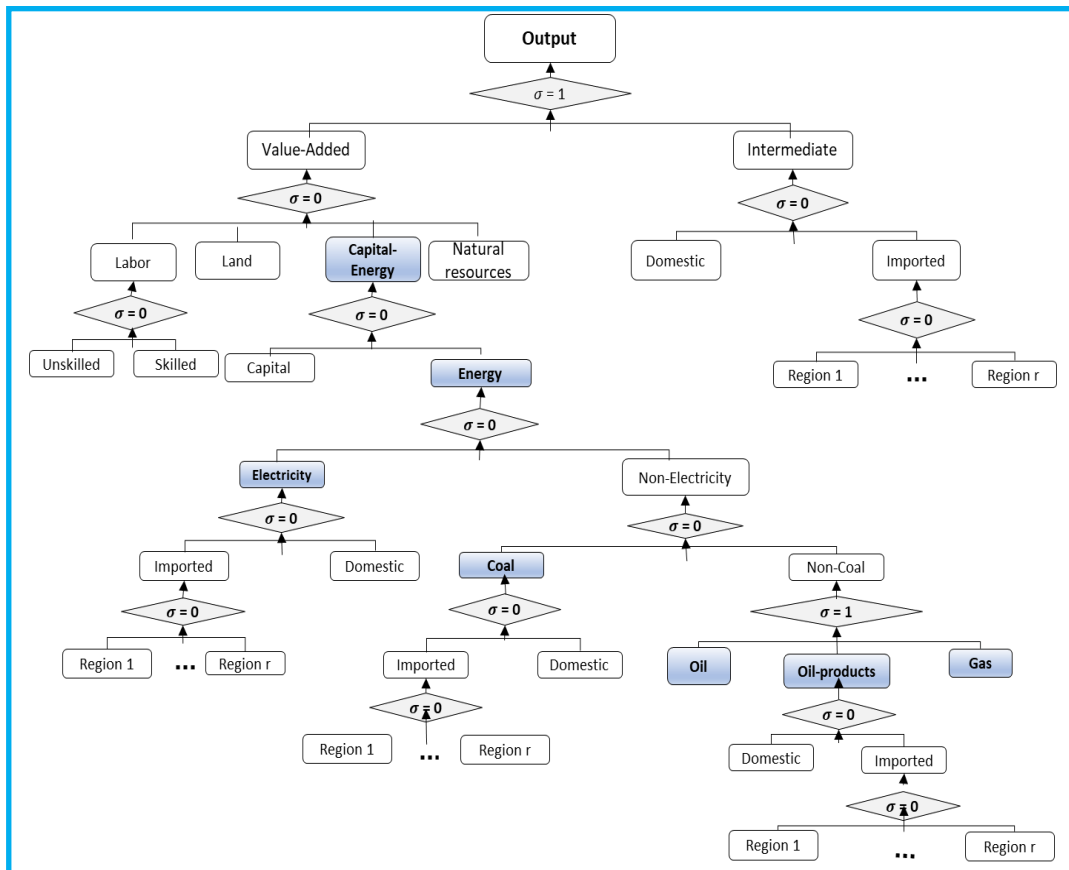 Output
σ = 1
Value-Added
Intermediate
σ = 0
σ = 0
Labor
Land
Capital-
Energy
Natural
resources
Domestic
Imported
σ = 0
σ = 0
σ = 0
Unskilled
Skilled
Capital
Energy
Region 1
...
Region r
σ = 0
Electricity
Non-Electricity
σ = 0
σ = 0
Imported
Domestic
Coal
Non-Coal
σ = 0
σ = 0
σ = 1
Region 1
...
Region r
Imported
Domestic
Oil
Oil-products
Gas
σ = 0
σ = 0
Region 1
...
Region r
Domestic
Imported
σ = 0
Region 1
...
Region r